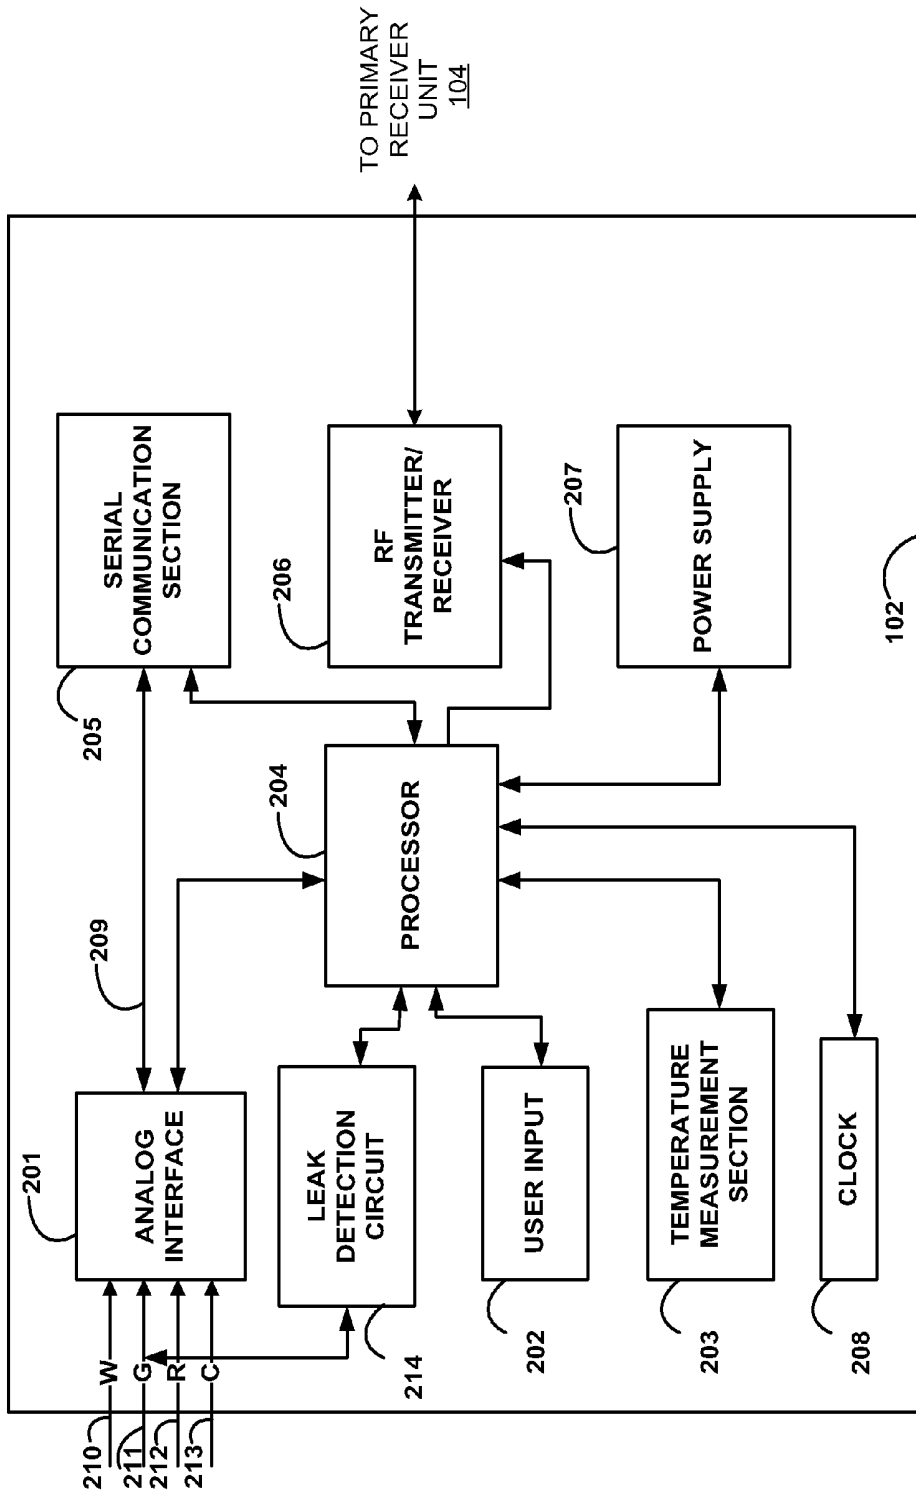 210
211
212
213
W
G
R
C
201
ANALOG
INTERFACE
209
205
SERIAL
COMMUNICATION
SECTION
214
LEAK
DETECTION
CIRCUIT
204
PROCESSOR
206
RF
TRANSMITTER/
RECEIVER
TO PRIMARY
RECEIVER
UNIT
104
202
USER INPUT
203
TEMPERATURE
MEASUREMENT
SECTION
207
POWER SUPPLY
208
CLOCK
102